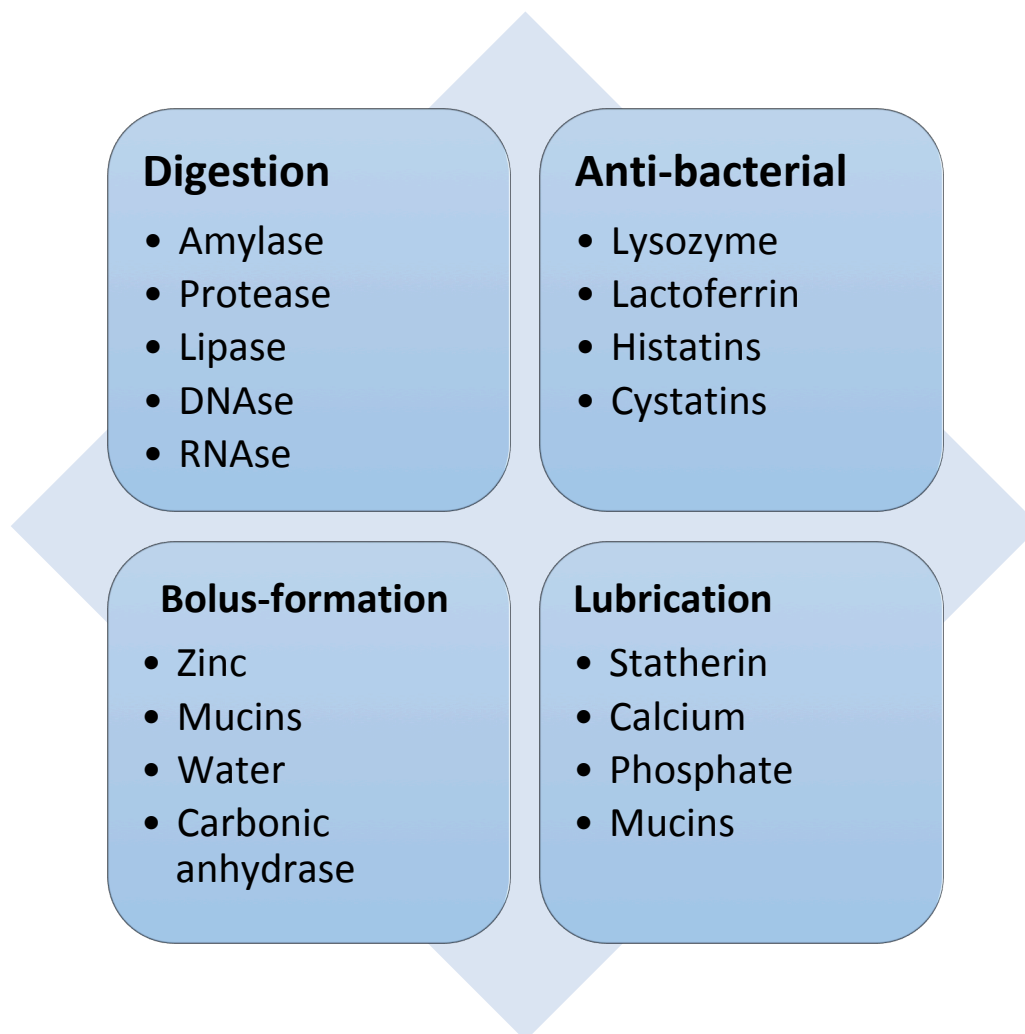 Digestion
• Amylase
• Protease
• Lipase
• DNAse
• RNAse
Anti-bacterial
• Lysozyme
• Lactoferrin
• Histatins
• Cystatins
Bolus-formation
• Zinc
• Mucins
• Water
• Carbonic
anhydrase
Lubrication
• Statherin
• Calcium
• Phosphate
• Mucins